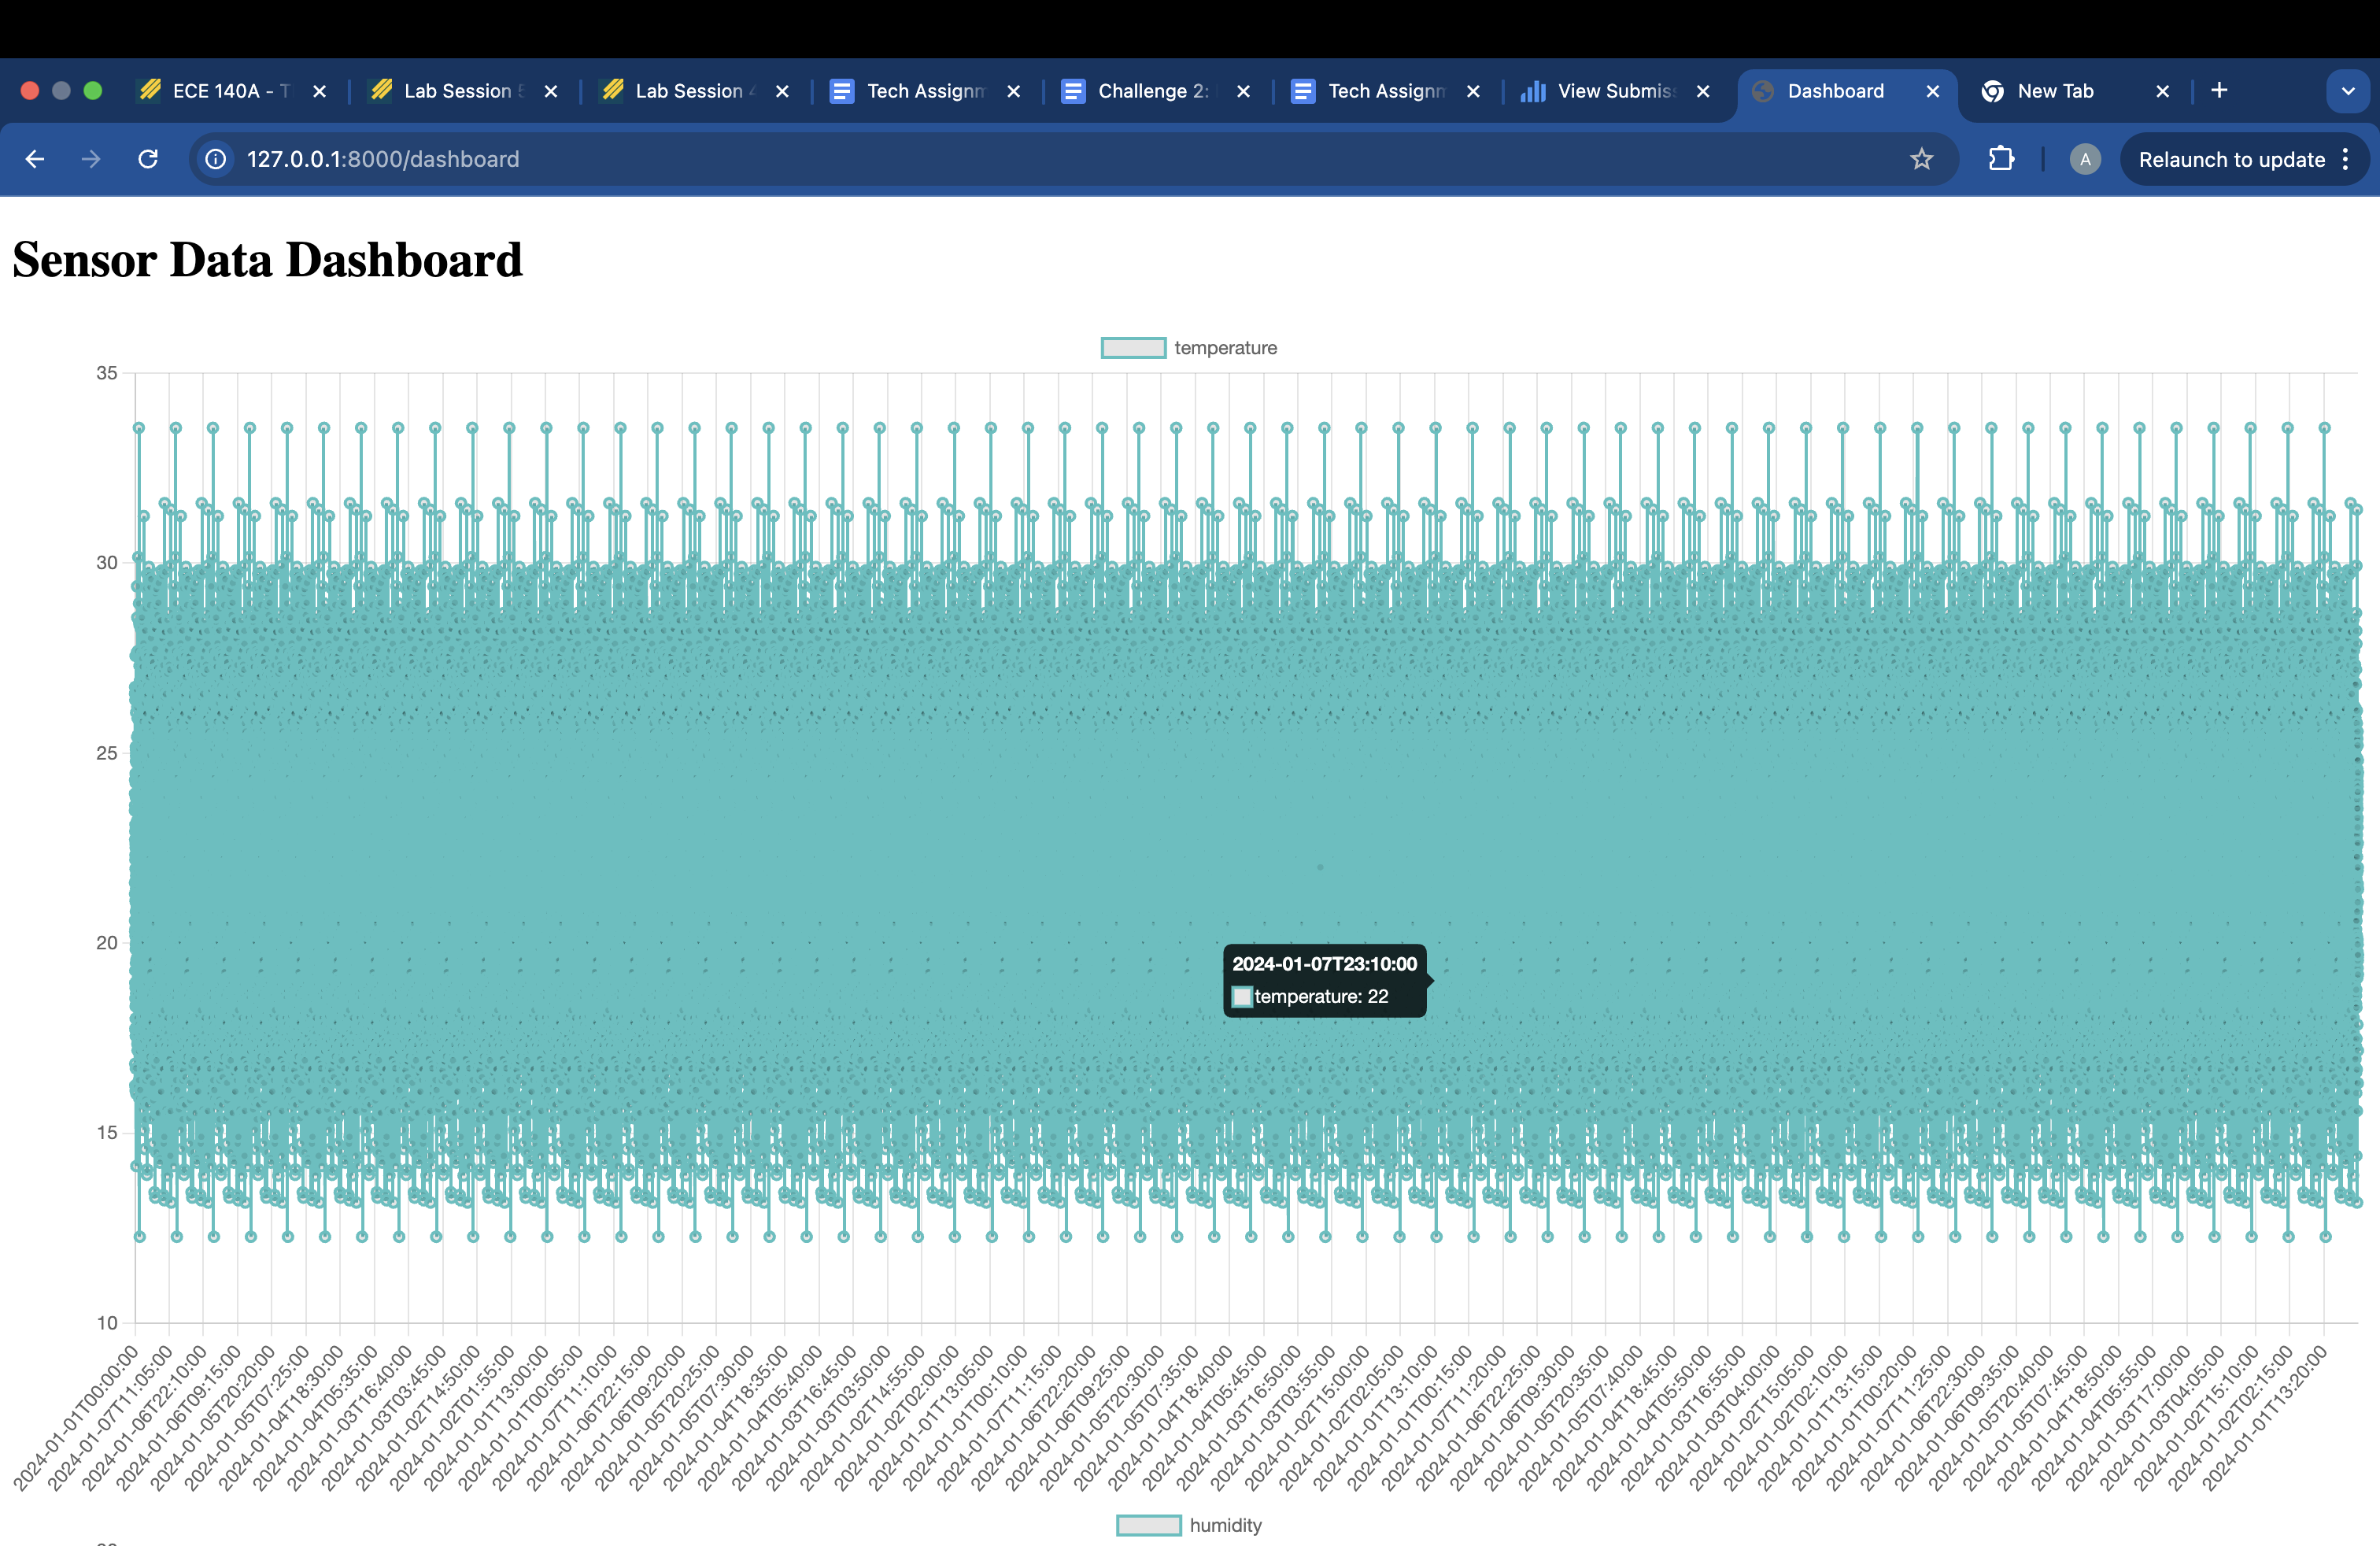 ECE 140A - T
Lab Session 5
Lab Session 4
Tech Assignm
Challenge 2:
Tech Assignm
View Submiss
Dashboard
New Tab
127.0.0.1:8000/dashboard
A
Relaunch to update
Sensor Data Dashboard
temperature
35
30
25
20
15
10
2024-01-07T23:10:00
temperature: 22
2024-01-01T00:00:00
2024-01-07T11:05:00
2024-01-06T22:10:00
2024-01-06T09:15:00
2024-01-05T20:20:00
2024-01-05T07:25:00
2024-01-04T18:30:00
2024-01-04T05:35:00
2024-01-03T16:40:00
2024-01-03T03:45:00
2024-01-02T14:50:00
2024-01-02T01:55:00
2024-01-01T13:00:00
2024-01-01T00:05:00
2024-01-07T11:10:00
2024-01-06T22:15:00
2024-01-06T09:20:00
2024-01-05T20:25:00
2024-01-05T07:30:00
2024-01-04T18:35:00
2024-01-04T05:40:00
2024-01-03T16:45:00
2024-01-03T03:50:00
2024-01-02T14:55:00
2024-01-02T02:00:00
2024-01-01T13:05:00
2024-01-01T00:10:00
2024-01-07T11:15:00
2024-01-06T22:20:00
2024-01-06T09:25:00
2024-01-05T20:30:00
2024-01-05T07:35:00
2024-01-04T18:40:00
2024-01-04T05:45:00
2024-01-03T16:50:00
2024-01-03T03:55:00
2024-01-02T15:00:00
2024-01-02T02:05:00
2024-01-01T13:10:00
2024-01-01T00:15:00
2024-01-07T11:20:00
2024-01-06T22:25:00
2024-01-06T09:30:00
2024-01-05T20:35:00
2024-01-05T07:40:00
2024-01-04T18:45:00
2024-01-04T05:50:00
2024-01-03T16:55:00
2024-01-03T04:00:00
2024-01-02T15:05:00
2024-01-02T02:10:00
2024-01-01T13:15:00
2024-01-01T00:20:00
2024-01-07T11:25:00
2024-01-06T22:30:00
2024-01-06T09:35:00
2024-01-05T20:40:00
2024-01-05T07:45:00
2024-01-04T18:50:00
2024-01-04T05:55:00
2024-01-03T17:00:00
2024-01-03T04:05:00
2024-01-02T15:10:00
2024-01-02T02:15:00
2024-01-01T13:20:00
humidity